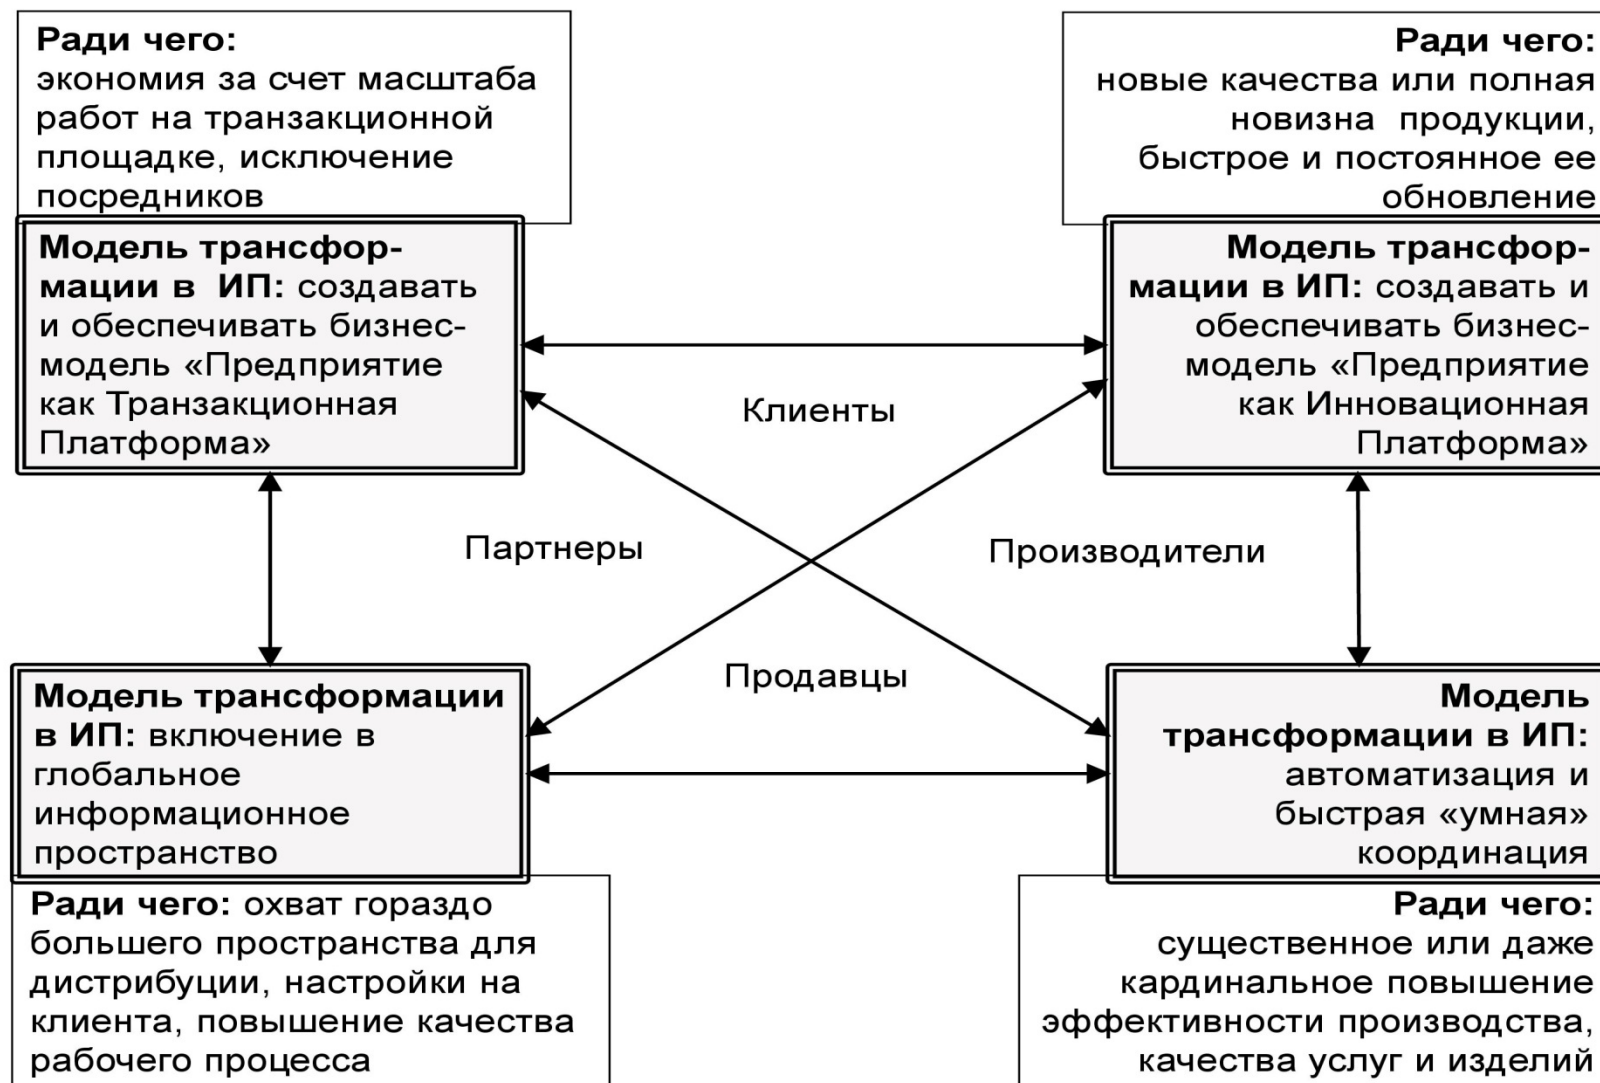 Ради чего:
экономия за счет масштаба
работ на транзакционной
площадке, исключение
посредников
Модель трансфор-
мации в ИП: создавать
и обеспечивать бизнес-
модель «Предприятие
как Транзакционная
Платформа»
Ради чего:
новые качества или полная
новизна продукции,
быстрое и постоянное ее
обновление
Модель трансфор-
мации в ИП: создавать и
обеспечивать бизнес-
модель «Предприятие
как Инновационная
Платформа»
Клиенты
Партнеры
Производители
Продавцы
Модель трансформации
в ИП: включение в
глобальное
информационное
пространство
Ради чего: охват гораздо
большего пространства для
дистрибуции, настройки на
клиента, повышение качества
рабочего процесса
Модель
трансформации в ИП:
автоматизация и
быстрая «умная»
координация
Ради чего:
существенное или даже
кардинальное повышение
эффективности производства,
качества услуг и изделий